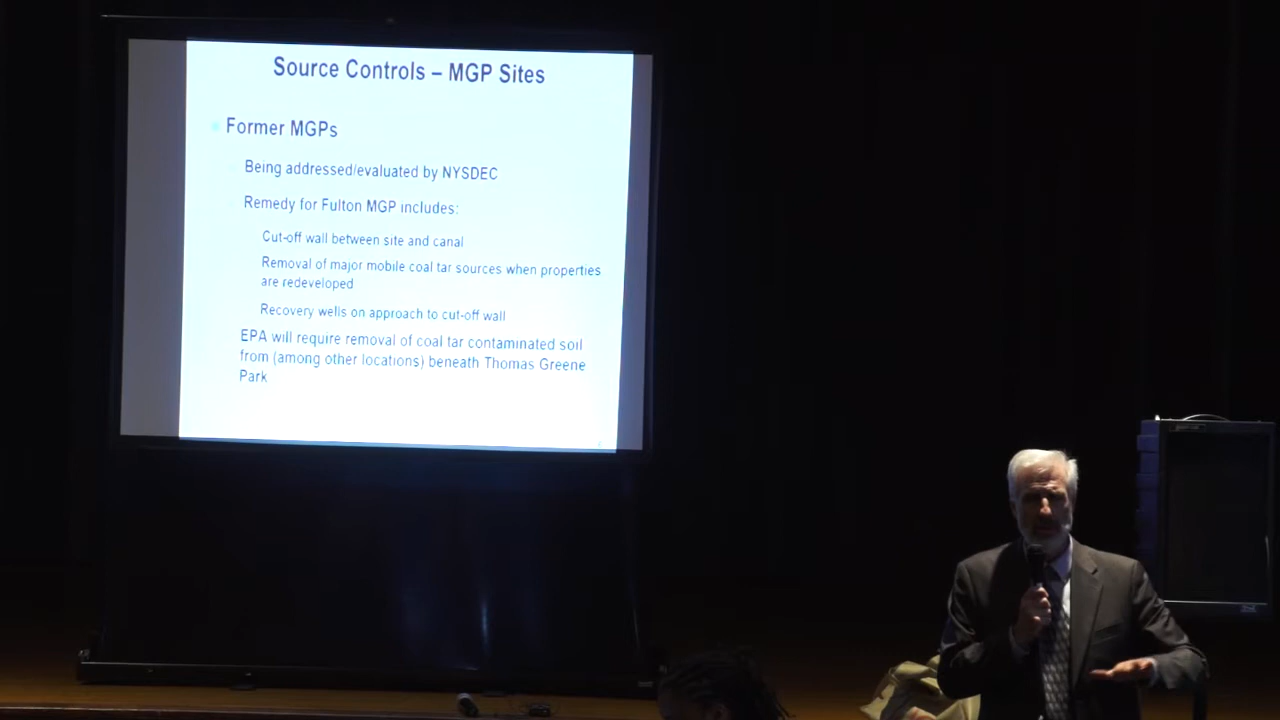 Source Controls – MGP Sites
Former MGPs
Being addressed/evaluated by NYSDEC
Remedy for Fulton MGP includes:
Cut-off wall between site and canal
Removal of major mobile coal tar sources when properties
are redeveloped
Recovery wells on approach to cut-off wall
EPA will require removal of coal tar contaminated soil
from (among other locations) beneath Thomas Greene
Park